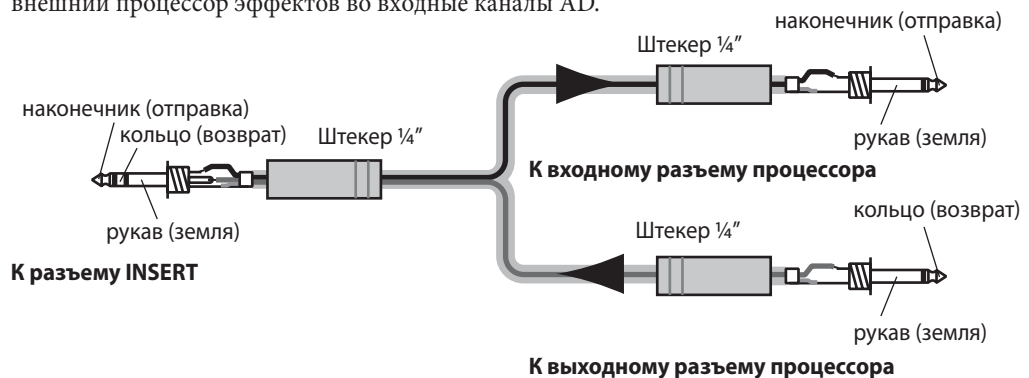 внешний процессор эффектов во входные каналы AD.
наконечник (отправка)
Штекер ¼″
рукав (земля)
К входному разъему процессора
наконечник (отправка)
кольцо (возврат)
Штекер ¼″
рукав (земля)
К разъему INSERT
кольцо (возврат)
Штекер ¼″
рукав (земля)
К выходному разъему процессора